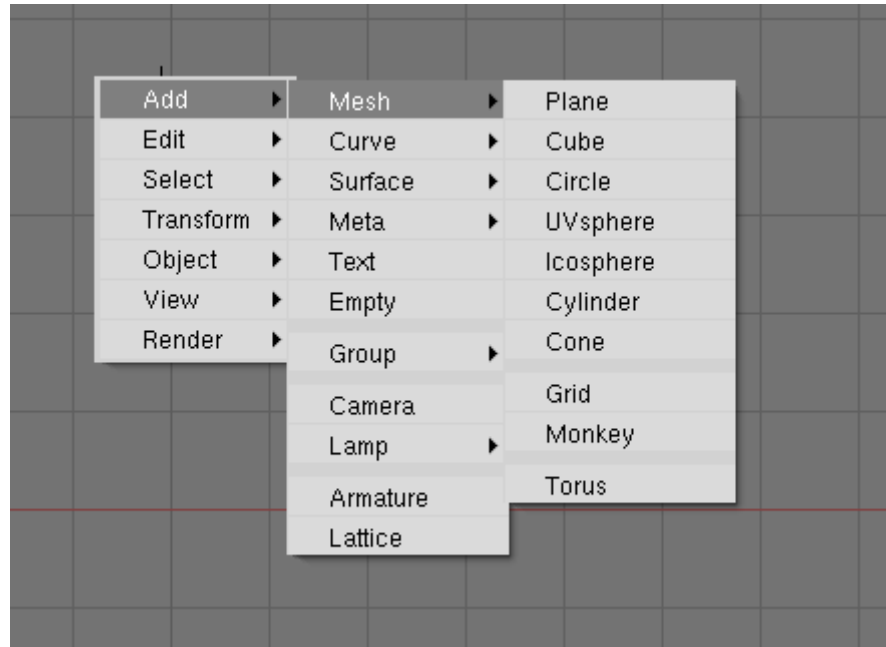 Add
Edit
Select
Transform
Object
View
Render
Mesh
Curve
Surface
Meta
Text
Empty
Group
Camera
Lamp
Armature
Lattice
Plane
Cube
Circle
UVsphere
Icosphere
Cylinder
Cone
Grid
Monkey
Torus